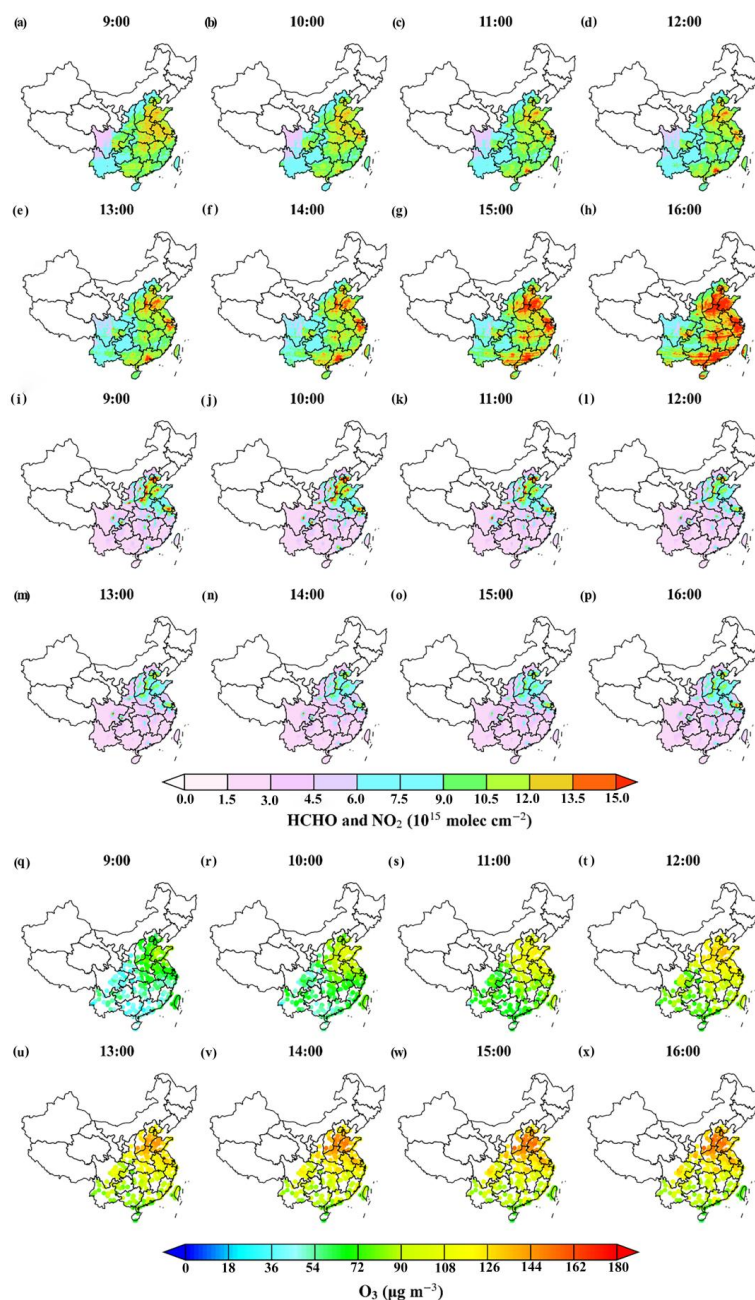 (a) 9:00 (b) 10:00 (c) 11:00 (d) 12:00
(e) 13:00 (f) 14:00 (g) 15:00 (h) 16:00
(i) 9:00 (j) 10:00 (k) 11:00 (l) 12:00
(m) 13:00 (n) 14:00 (o) 15:00 (p) 16:00
0.0 1.5 3.0 4.5 6.0 7.5 9.0 10.5 12.0 13.5 15.0
HCHO and NO₂ (10¹⁵ molec cm⁻²)
(q) 9:00 (r) 10:00 (s) 11:00 (t) 12:00
(u) 13:00 (v) 14:00 (w) 15:00 (x) 16:00
0 18 36 54 72 90 108 126 144 162 180
O₃ (µg m⁻³)